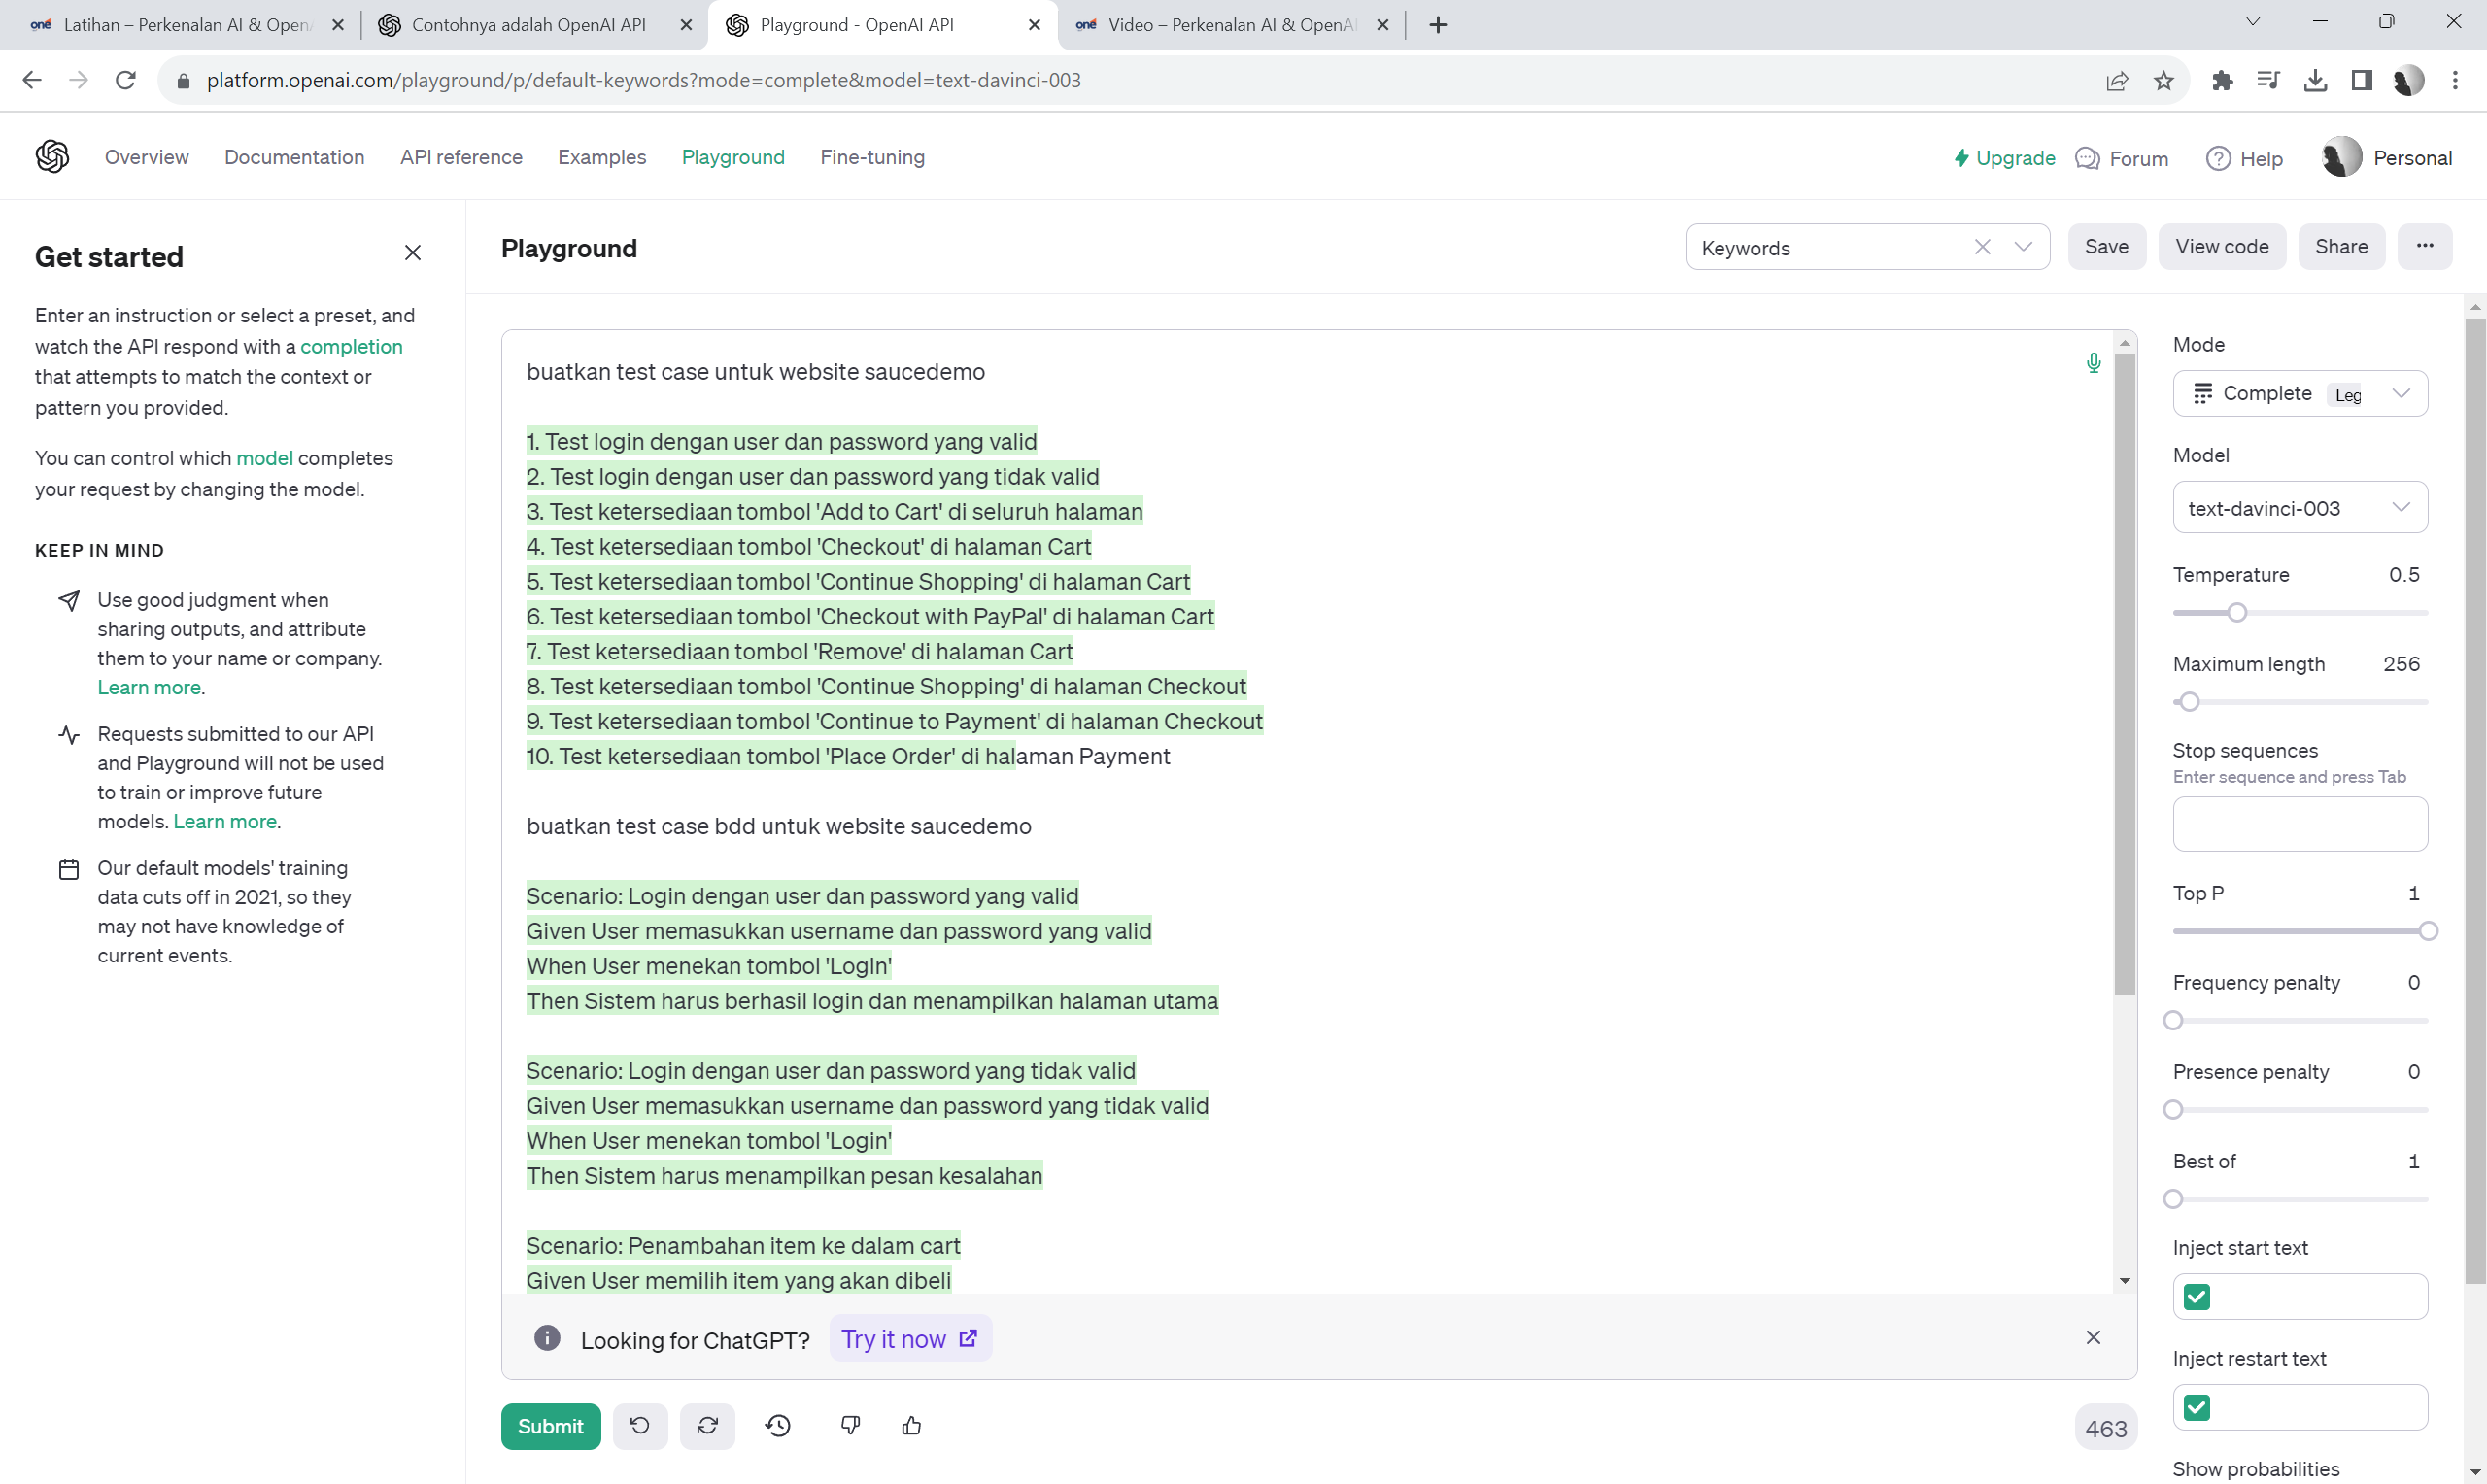 Latihan – Perkenalan AI & OpenA
Contohnya adalah OpenAI API
Playground - OpenAI API
Video – Perkenalan AI & OpenA
platform.openai.com/playground/p/default-keywords?mode=complete&model=text-davinci-003
Overview
Documentation
API reference
Examples
Playground
Fine-tuning
Upgrade
Forum
Help
Personal
Get started
Enter an instruction or select a preset, and
watch the API respond with a completion
that attempts to match the context or
pattern you provided.
You can control which model completes
your request by changing the model.
KEEP IN MIND
Use good judgment when
sharing outputs, and attribute
them to your name or company.
Learn more.
Requests submitted to our API
and Playground will not be used
to train or improve future
models. Learn more.
Our default models' training
data cuts off in 2021, so they
may not have knowledge of
current events.
Playground
Keywords
Save
View code
Share
buatkan test case untuk website saucedemo
1. Test login dengan user dan password yang valid
2. Test login dengan user dan password yang tidak valid
3. Test ketersediaan tombol 'Add to Cart' di seluruh halaman
4. Test ketersediaan tombol 'Checkout' di halaman Cart
5. Test ketersediaan tombol 'Continue Shopping' di halaman Cart
6. Test ketersediaan tombol 'Checkout with PayPal' di halaman Cart
7. Test ketersediaan tombol 'Remove' di halaman Cart
8. Test ketersediaan tombol 'Continue Shopping' di halaman Checkout
9. Test ketersediaan tombol 'Continue to Payment' di halaman Checkout
10. Test ketersediaan tombol 'Place Order' di halaman Payment
buatkan test case bdd untuk website saucedemo
Scenario: Login dengan user dan password yang valid
Given User memasukkan username dan password yang valid
When User menekan tombol 'Login'
Then Sistem harus berhasil login dan menampilkan halaman utama
Scenario: Login dengan user dan password yang tidak valid
Given User memasukkan username dan password yang tidak valid
When User menekan tombol 'Login'
Then Sistem harus menampilkan pesan kesalahan
Scenario: Penambahan item ke dalam cart
Given User memilih item yang akan dibeli
Looking for ChatGPT? Try it now
Submit
463
Mode
Complete Leg
Model
text-davinci-003
Temperature 0.5
Maximum length 256
Stop sequences
Enter sequence and press Tab
Top P 1
Frequency penalty 0
Presence penalty 0
Best of 1
Inject start text
Inject restart text
Show probabilities